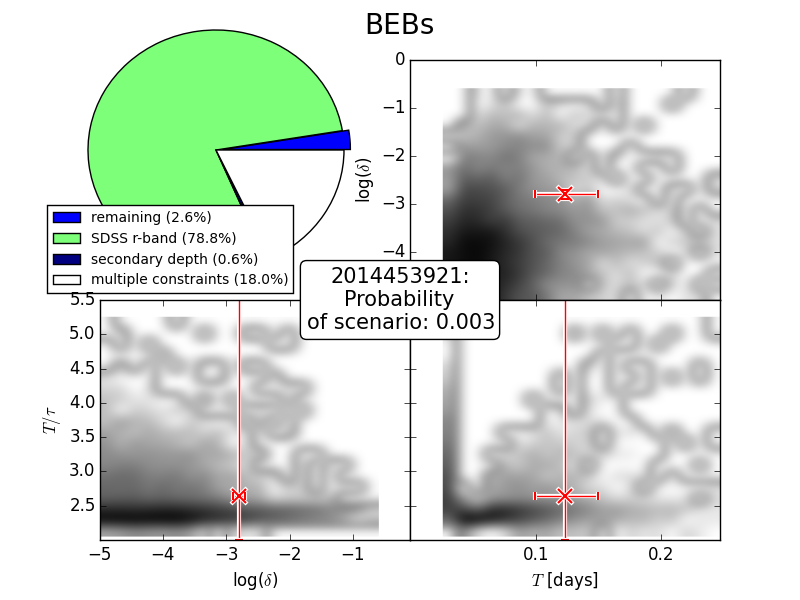 BEBs
remaining (2.6%)
SDSS r-band (78.8%)
secondary depth (0.6%)
multiple constraints (18.0%)
0
−1
−2
−3
−4
log(δ)
2014453921:
Probability
of scenario: 0.003
5.5
5.0
4.5
4.0
3.5
3.0
2.5
T/τ
−5 −4 −3 −2 −1
log(δ)
0.1 0.2
T [days]